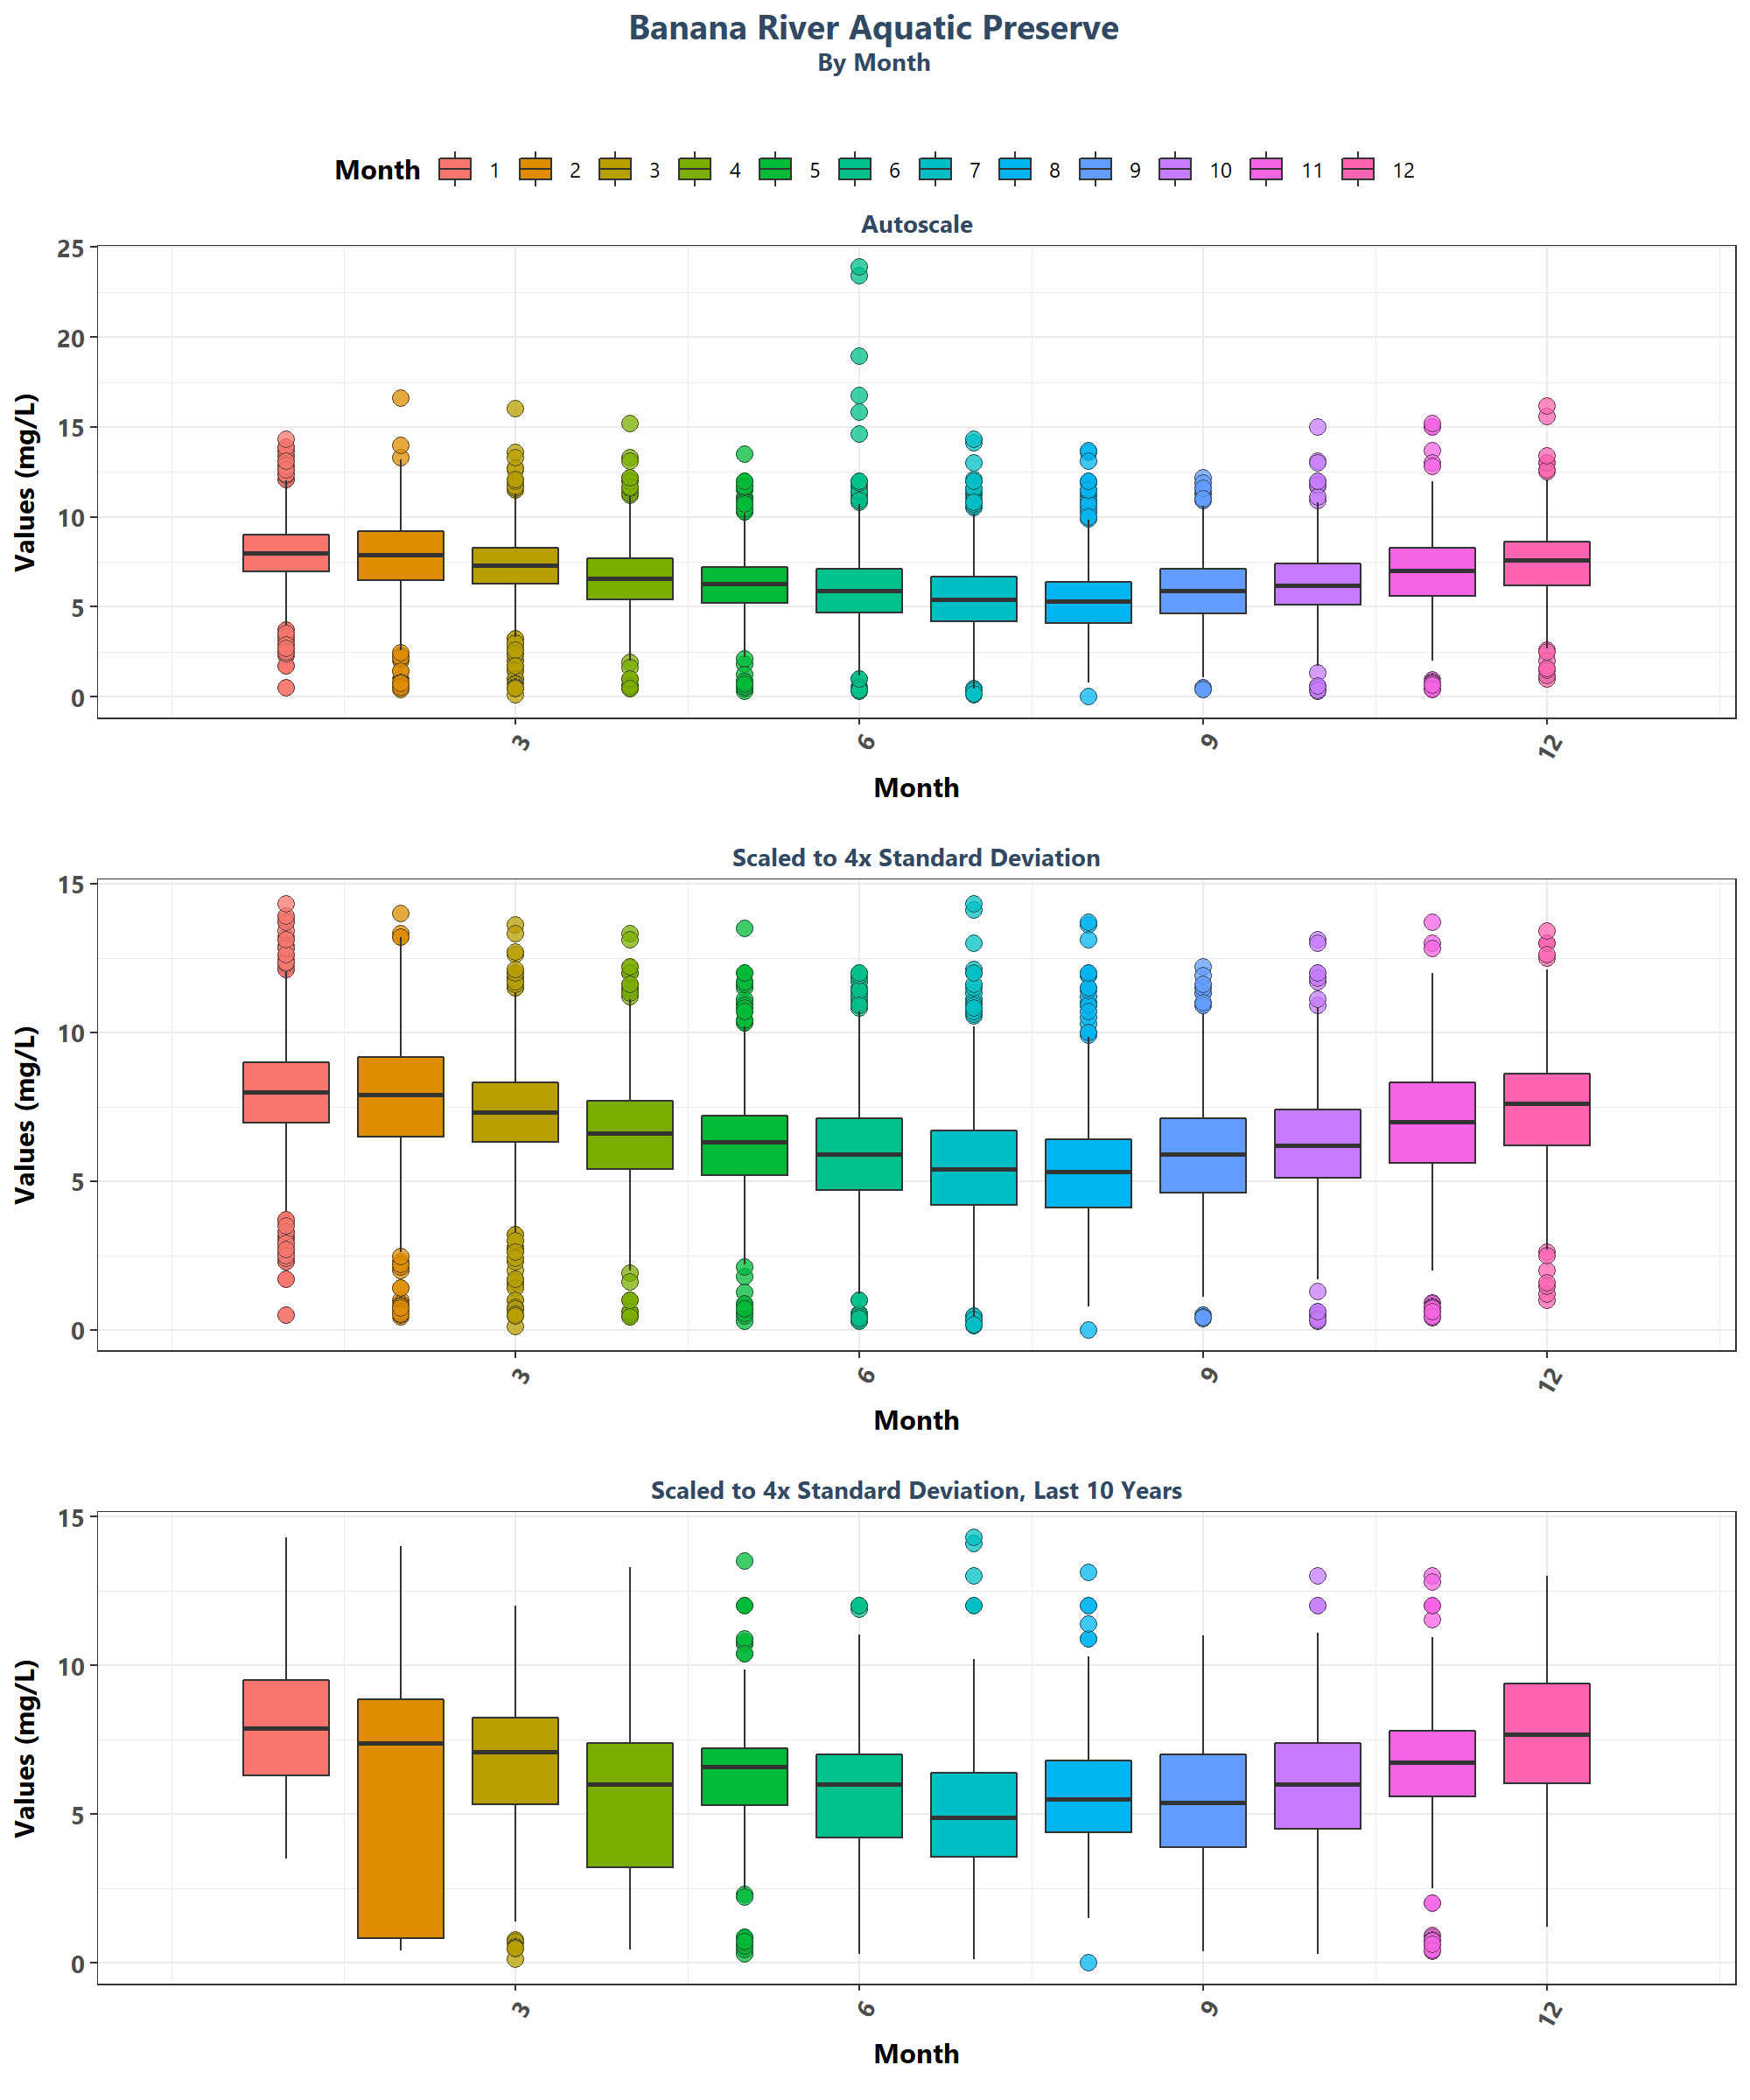 Banana River Aquatic Preserve
By Month
Month 1 2 3 4 5 6 7 8 9 10 11 12
Autoscale
Values (mg/L)
25
20
15
10
5
0
3 6 9 12
Month
Scaled to 4x Standard Deviation
Values (mg/L)
15
10
5
0
3 6 9 12
Month
Scaled to 4x Standard Deviation, Last 10 Years
Values (mg/L)
15
10
5
0
3 6 9 12
Month